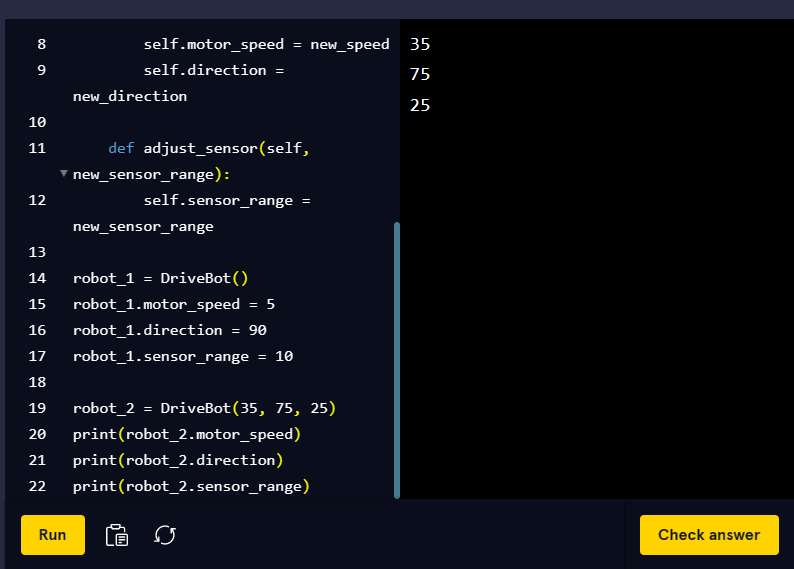 8 self.motor_speed = new_speed
9 self.direction =
new_direction
10
11 def adjust_sensor(self,
new_sensor_range):
12 self.sensor_range =
new_sensor_range
13
14 robot_1 = DriveBot()
15 robot_1.motor_speed = 5
16 robot_1.direction = 90
17 robot_1.sensor_range = 10
18
19 robot_2 = DriveBot(35, 75, 25)
20 print(robot_2.motor_speed)
21 print(robot_2.direction)
22 print(robot_2.sensor_range)
35
75
25
Run
Check answer